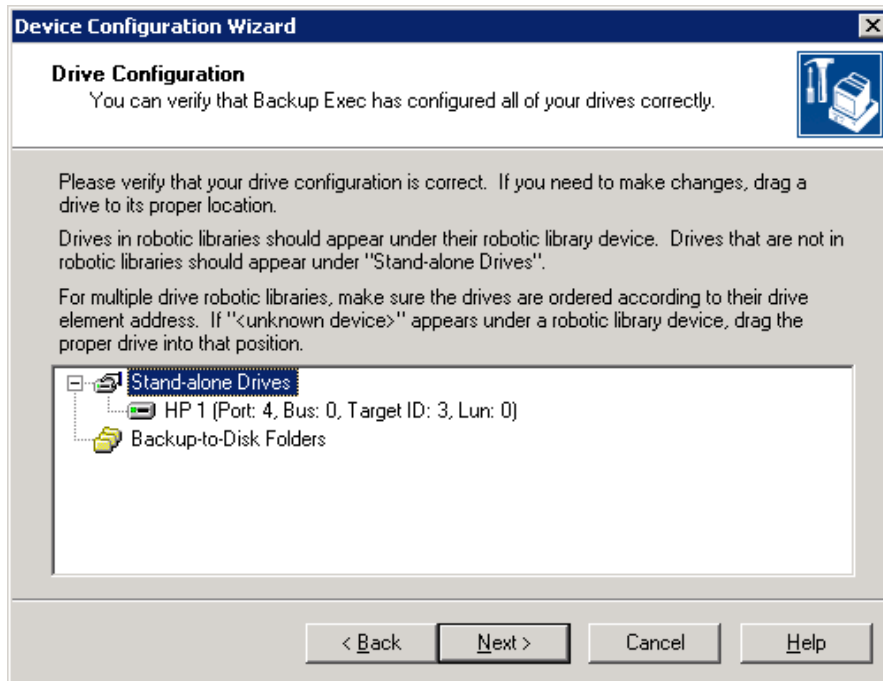 Device Configuration Wizard
Drive Configuration
You can verify that Backup Exec has configured all of your drives correctly.
Please verify that your drive configuration is correct.  If you need to make changes, drag a
drive to its proper location.
Drives in robotic libraries should appear under their robotic library device.  Drives that are not in
robotic libraries should appear under "Stand-alone Drives".
For multiple drive robotic libraries, make sure the drives are ordered according to their drive
element address.  If "<unknown device>" appears under a robotic library device, drag the
proper drive into that position.
Stand-alone Drives
HP 1 (Port: 4, Bus: 0, Target ID: 3, Lun: 0)
Backup-to-Disk Folders
< Back
Next >
Cancel
Help